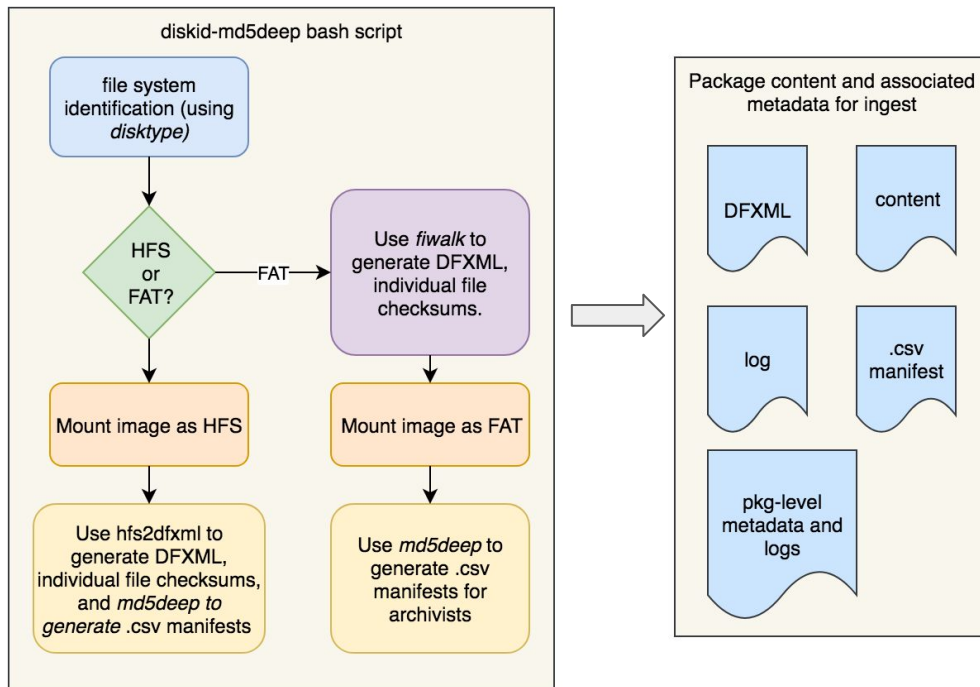 diskid-md5deep bash script
file system
identification (using
disktype)
HFS
or
FAT?
FAT
Use fiwalk to
generate DFXML,
individual file
checksums.
Mount image as HFS
Mount image as FAT
Use hfs2dfxml to
generate DFXML,
individual file checksums,
and md5deep to
generate .csv manifests
Use md5deep to
generate .csv
manifests for
archivists
Package content and associated
metadata for ingest
DFXML
content
log
.csv
manifest
pkg-level
metadata and
logs